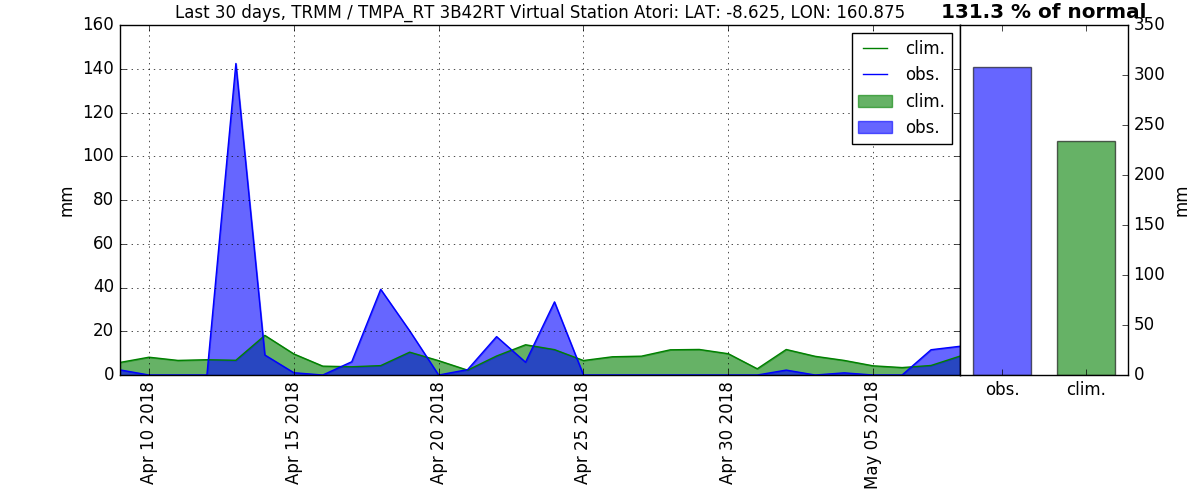 Last 30 days, TRMM / TMPA_RT 3B42RT Virtual Station Atori: LAT: -8.625, LON: 160.875
131.3 % of normal
160
140
120
100
80
60
40
20
0
mm
clim.
obs.
clim.
obs.
350
300
250
200
150
100
50
0
mm
Apr 10 2018
Apr 15 2018
Apr 20 2018
Apr 25 2018
Apr 30 2018
May 05 2018
obs.
clim.